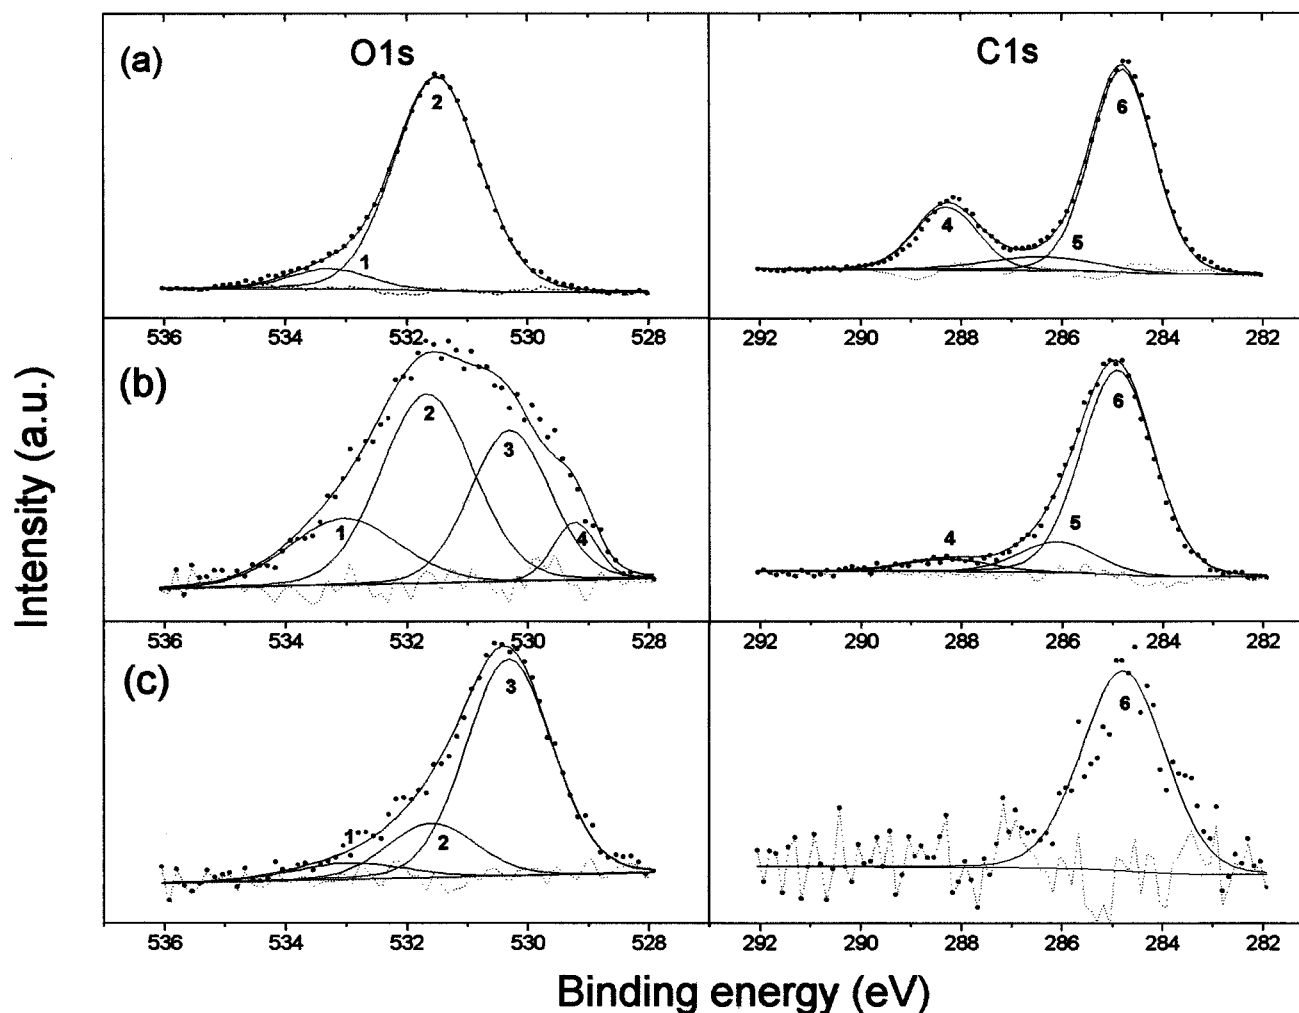 (a) O1s C1s
2 6
4
1 5
536 534 532 530 528 292 290 288 286 284 282
(b)
2 6
3
1 4 4 5
536 534 532 530 528 292 290 288 286 284 282
(c)
3 6
1 2
536 534 532 530 528 292 290 288 286 284 282
Intensity (a.u.)
Binding energy (eV)